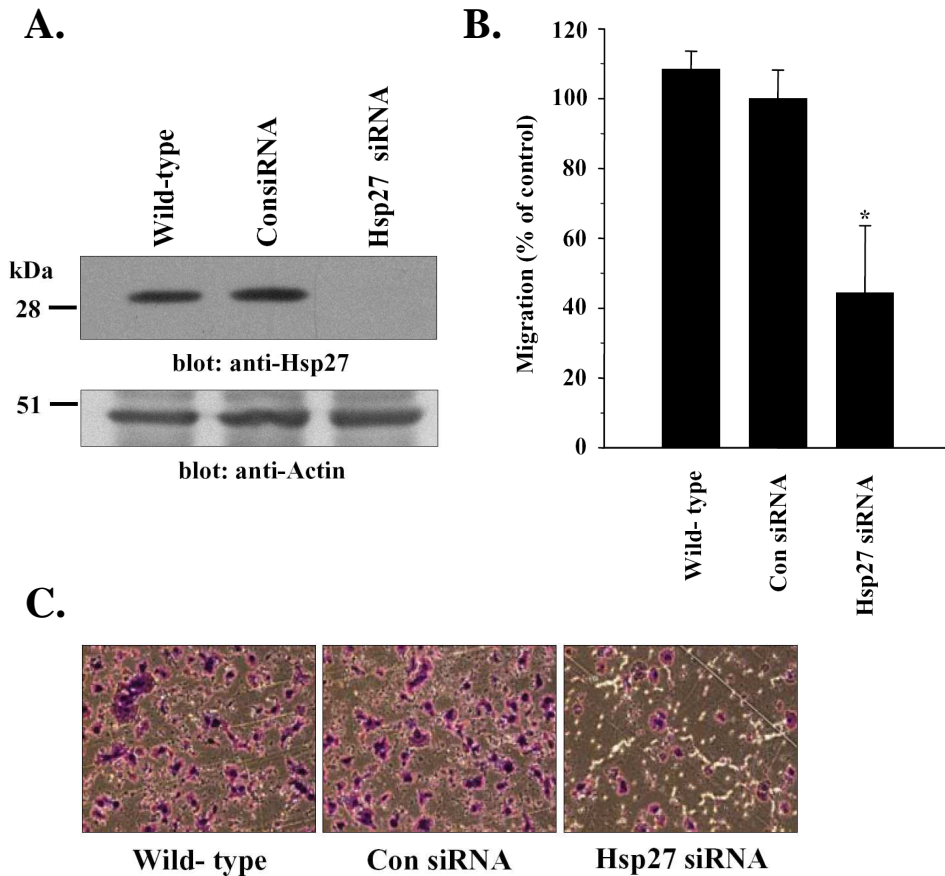 A.
Wild-type
ConsiRNA
Hsp27 siRNA
kDa
28
blot: anti-Hsp27
51
blot: anti-Actin
B.
Migration (% of control)
120
100
80
60
40
20
0
*
Wild- type
Con siRNA
Hsp27 siRNA
C.
Wild- type
Con siRNA
Hsp27 siRNA